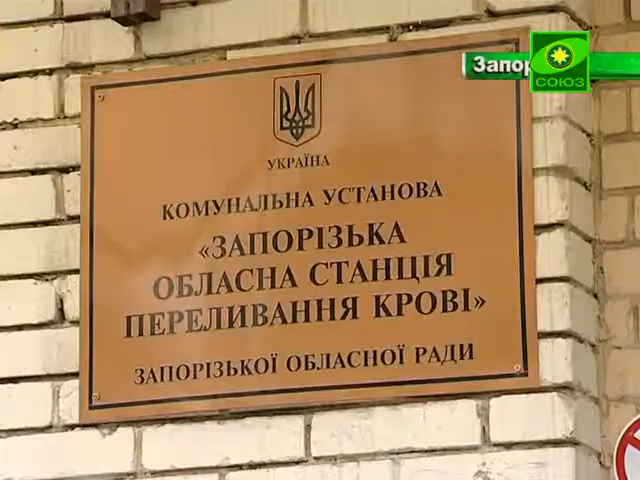 Запор
СОЮЗ
УКРАЇНА
КОМУНАЛЬНА УСТАНОВА
«ЗАПОРІЗЬКА
ОБЛАСНА СТАНЦІЯ
ПЕРЕЛИВАННЯ КРОВІ»
ЗАПОРІЗЬКОЇ ОБЛАСНОЇ РАДИ